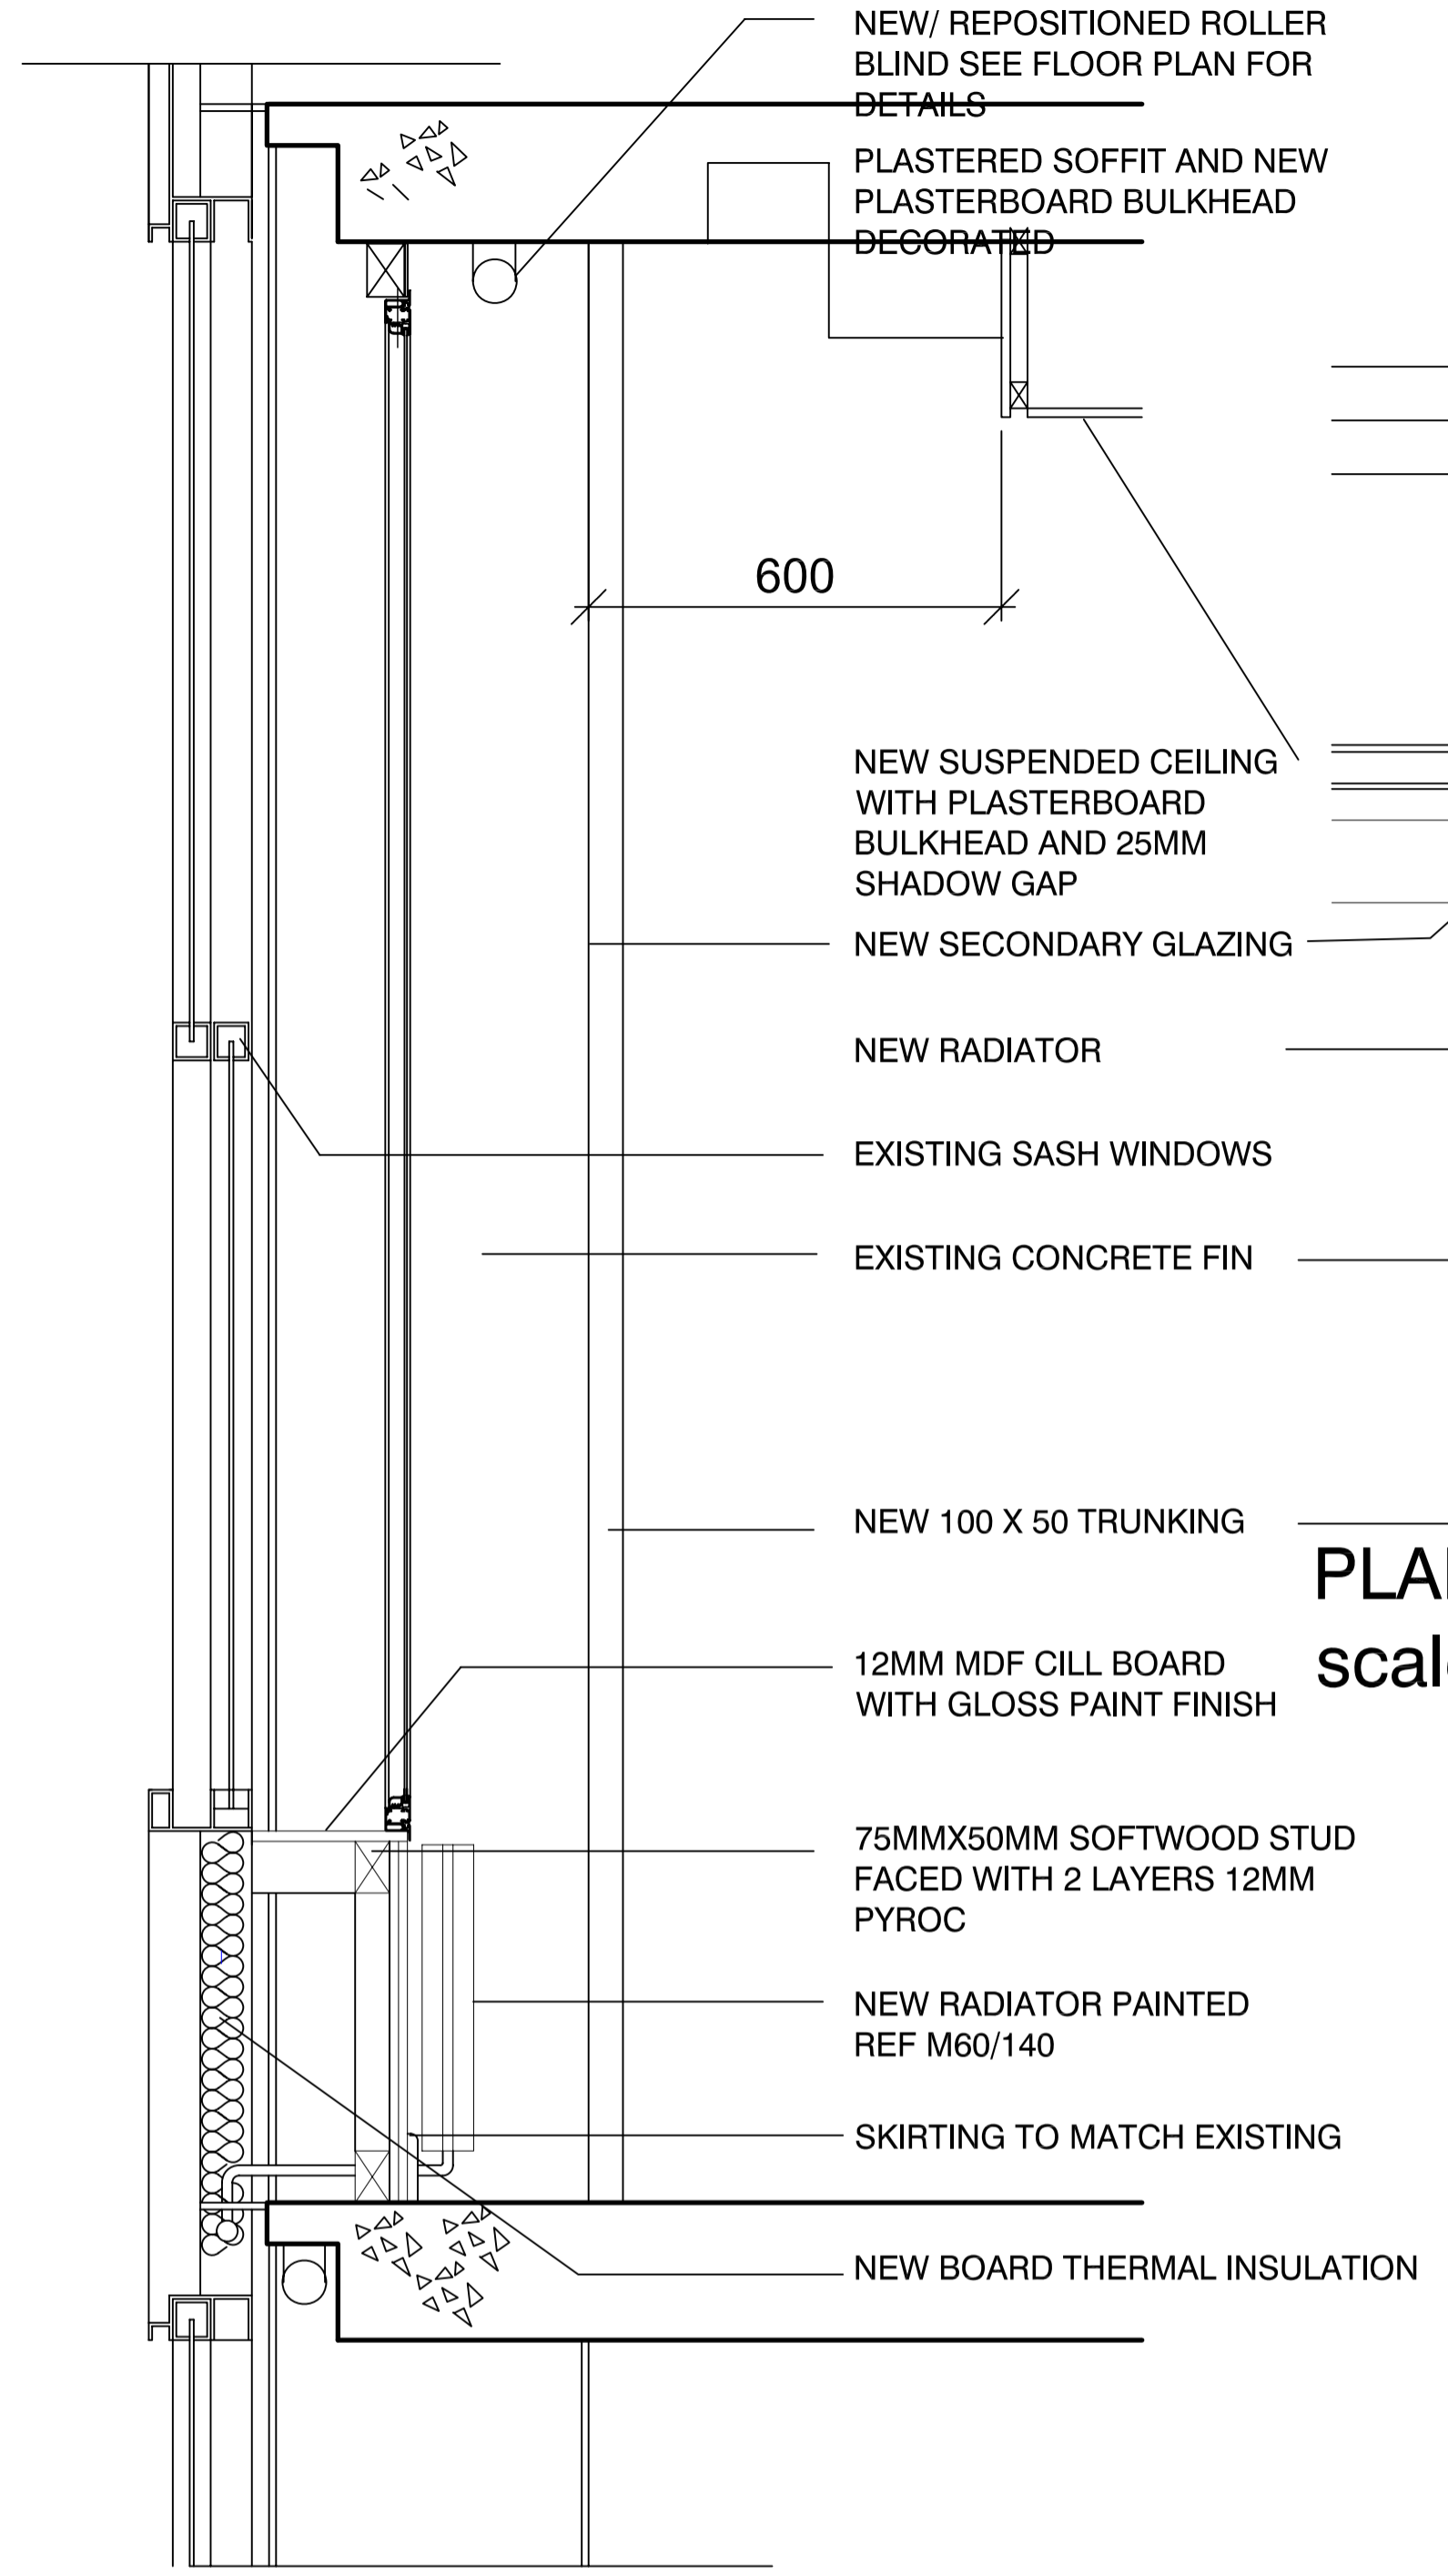 NEW/ REPOSITIONED ROLLER
BLIND SEE FLOOR PLAN FOR
DETAILS
PLASTERED SOFFIT AND NEW
PLASTERBOARD BULKHEAD
DECORATED
600
NEW SUSPENDED CEILING
WITH PLASTERBOARD
BULKHEAD AND 25MM
SHADOW GAP
NEW SECONDARY GLAZING
NEW RADIATOR
EXISTING SASH WINDOWS
EXISTING CONCRETE FIN
NEW 100 X 50 TRUNKING
12MM MDF CILL BOARD
WITH GLOSS PAINT FINISH
75MMX50MM SOFTWOOD STUD
FACED WITH 2 LAYERS 12MM
PYROC
NEW RADIATOR PAINTED
REF M60/140
SKIRTING TO MATCH EXISTING
NEW BOARD THERMAL INSULATION